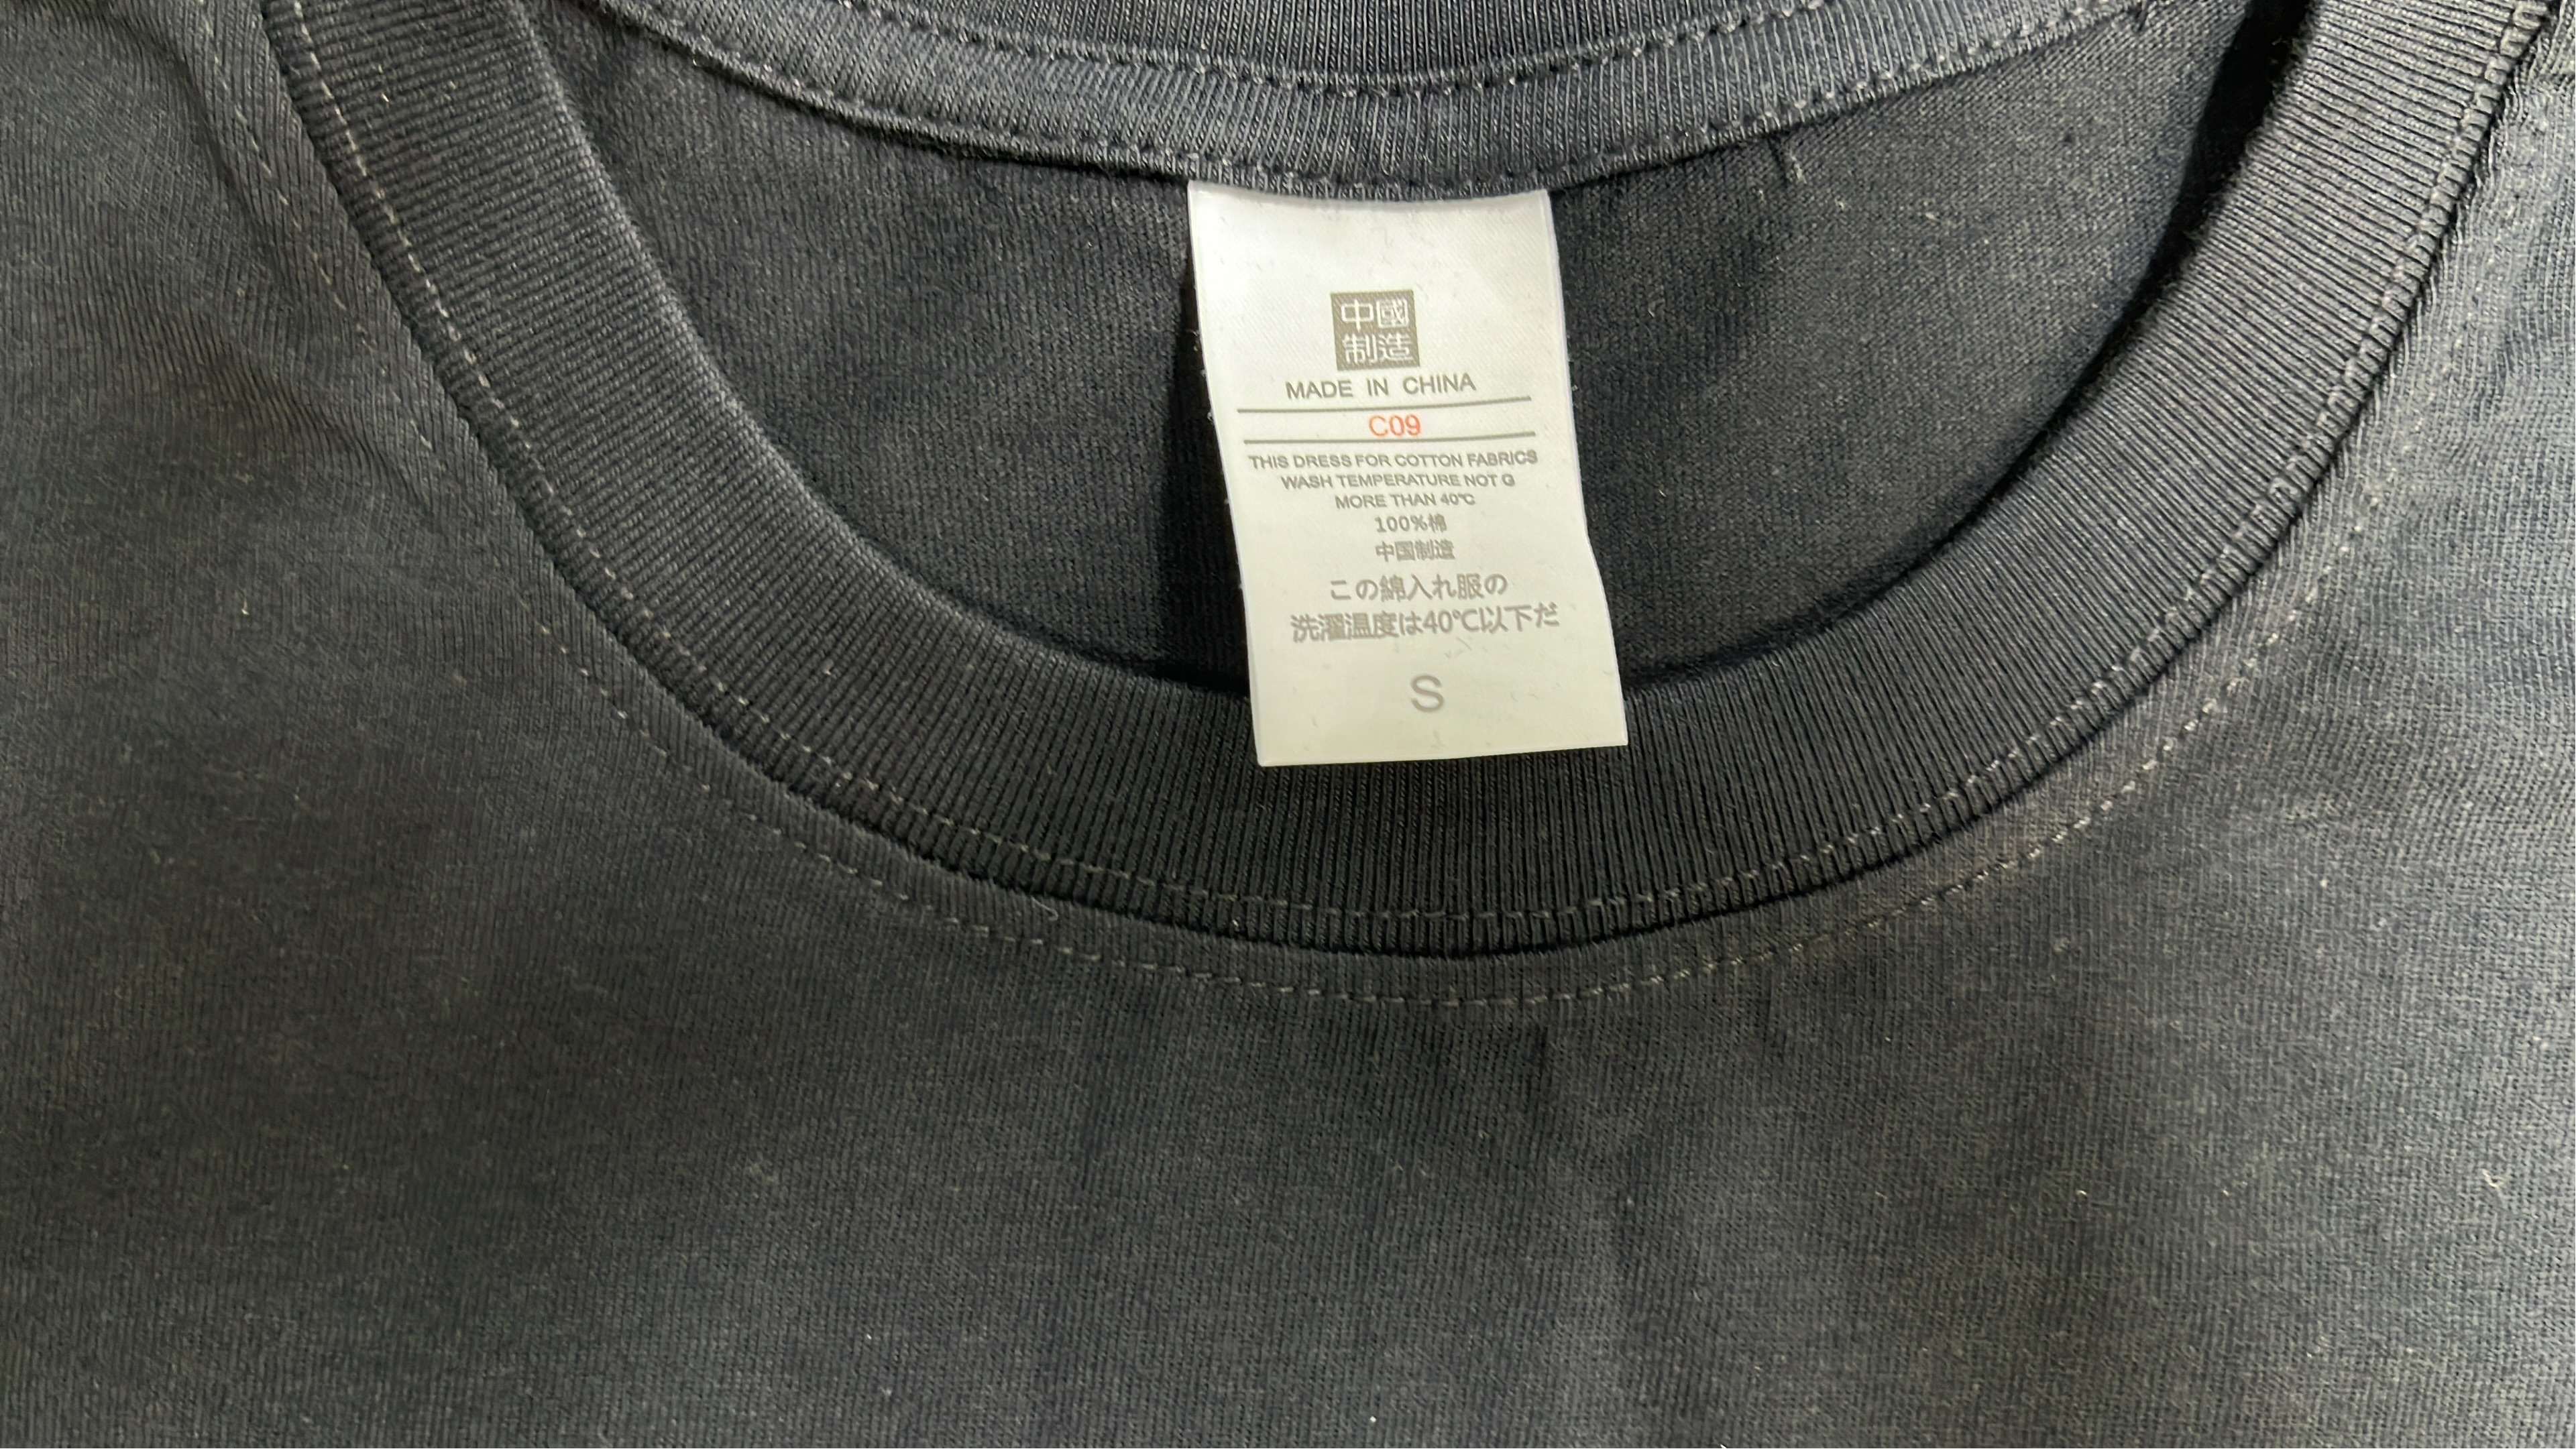 中國
制造
MADE IN CHINA
C09
THIS DRESS FOR COTTON FABRICS
WASH TEMPERATURE NOT G
MORE THAN 40℃
100%棉
中国制造
この綿入れ服の
洗濯温度は40℃以下だ
S